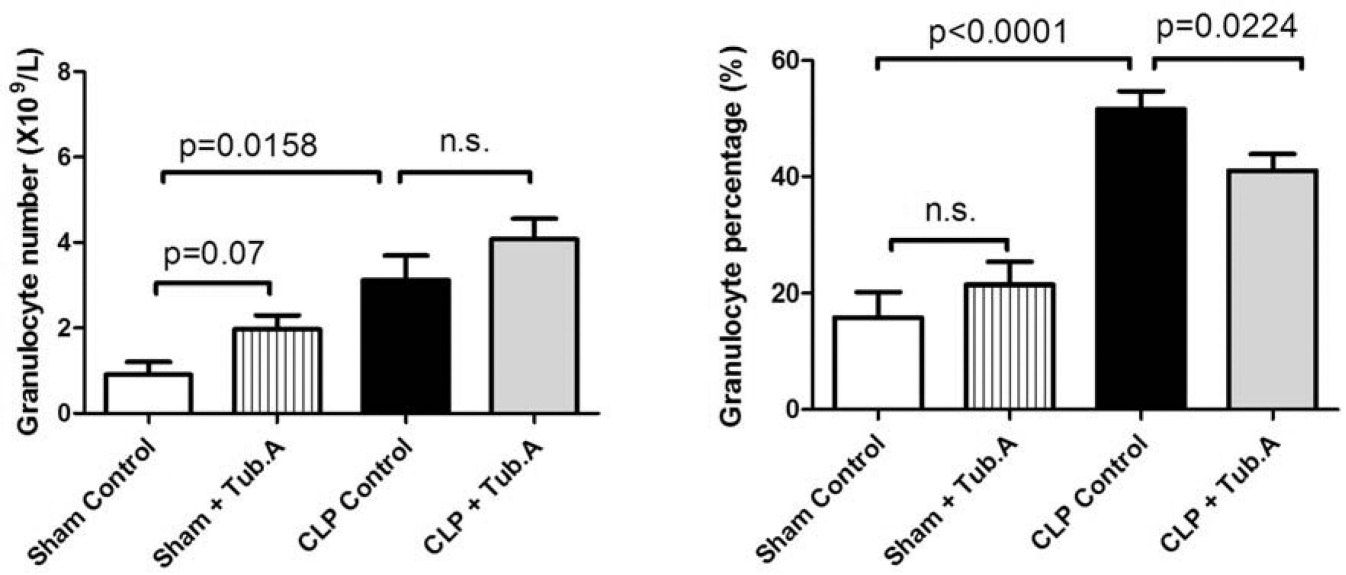 Granulocyte number (X10⁹/L)
8
6
4
2
0
p=0.0158
n.s.
p=0.07
Sham Control
Sham + Tub.A
CLP Control
CLP + Tub.A
Granulocyte percentage (%)
60
40
20
0
p<0.0001
p=0.0224
n.s.
Sham Control
Sham + Tub.A
CLP Control
CLP + Tub.A